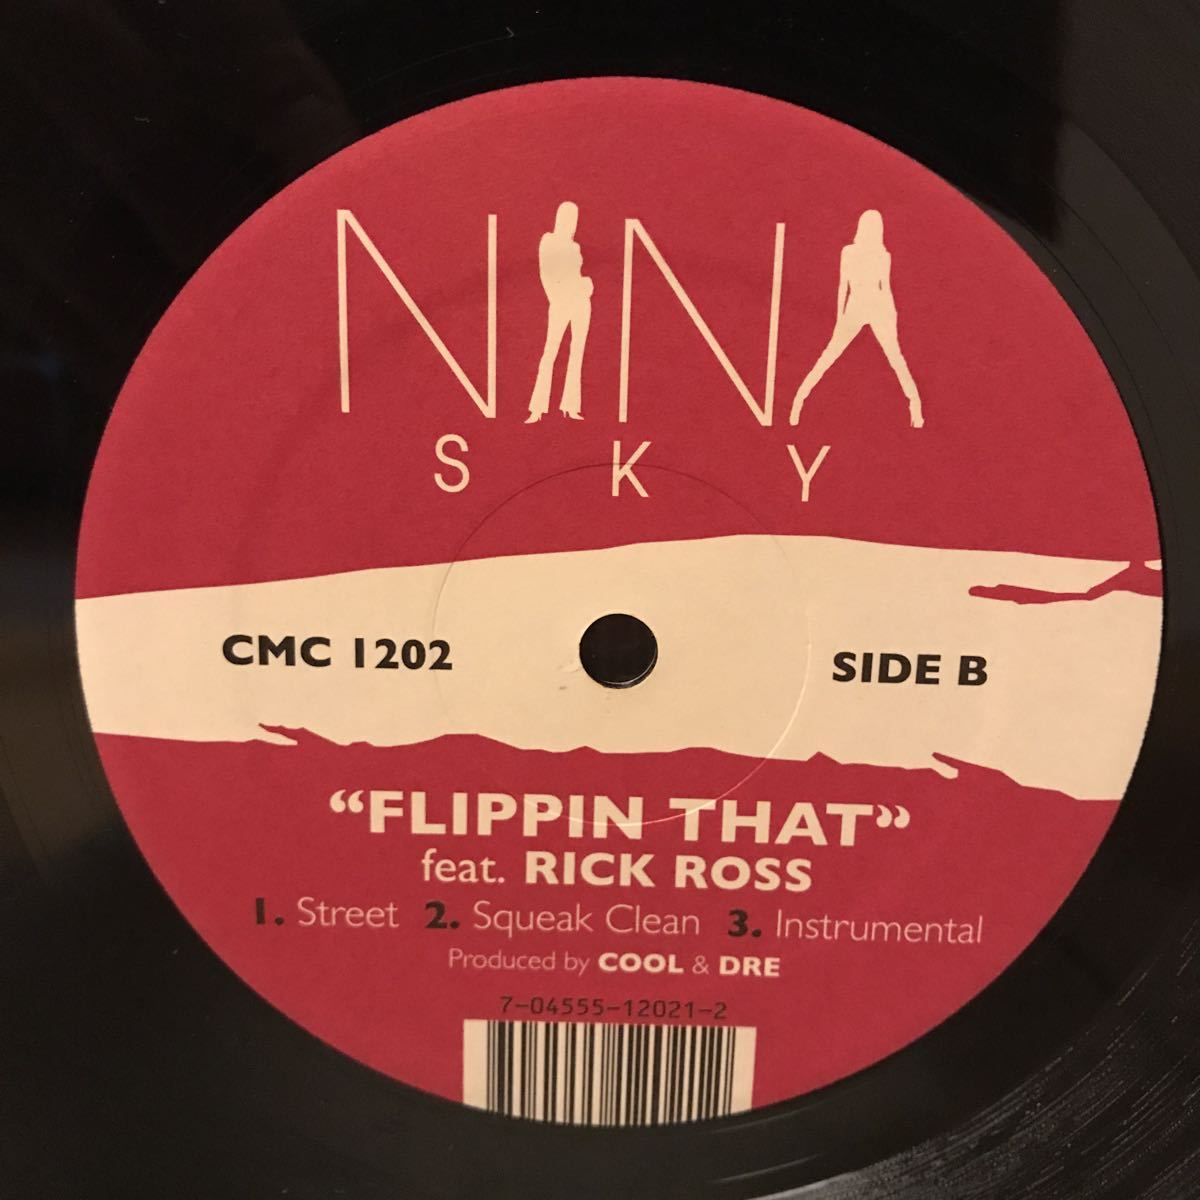 NINA
SKY
CMC 1202
SIDE B
“FLIPPIN THAT”
feat. RICK ROSS
1. Street 2. Squeak Clean 3. Instrumental
Produced by COOL & DRE
7-04555-12021-2